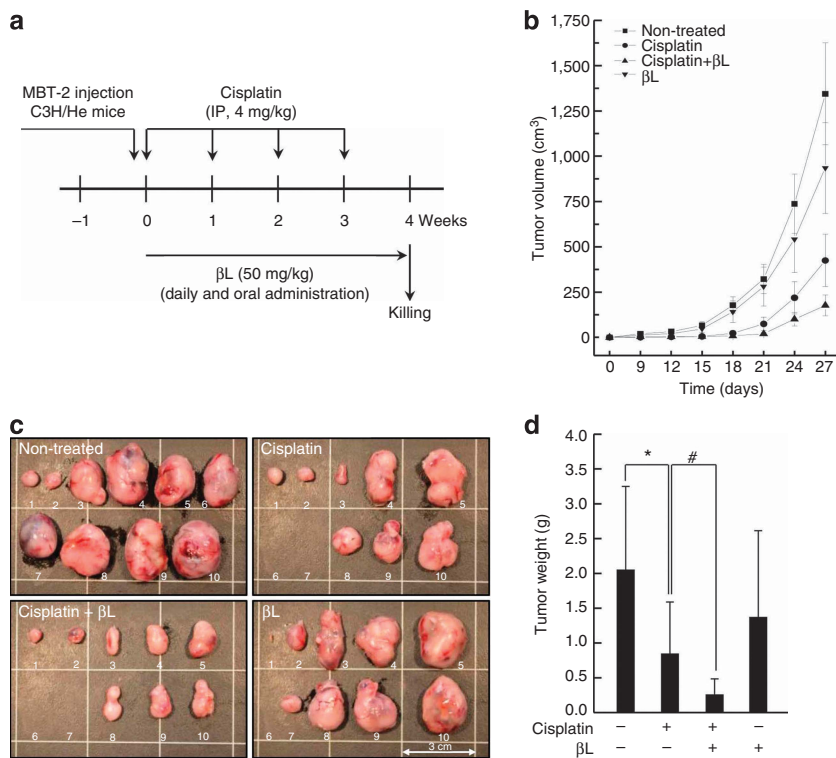 a
MBT-2 injection
C3H/He mice
Cisplatin
(IP, 4 mg/kg)
–1 0 1 2 3 4 Weeks
βL (50 mg/kg)
(daily and oral administration)
Killing
b
Tumor volume (cm³)
1,750
1,500
1,250
1,000
750
500
250
0
Non-treated
Cisplatin
Cisplatin+βL
βL
0 9 12 15 18 21 24 27
Time (days)
c
Non-treated
1 2 3 4 5 6
7 8 9 10
Cisplatin
1 2 3 4 5
6 7 8 9 10
Cisplatin + βL
1 2 3 4 5
6 7 8 9 10
βL
1 2 3 4 5
6 7 8 9 10
3 cm
d
Tumor weight (g)
4.0
3.5
3.0
2.5
2.0
1.5
1.0
0.5
0.0
* #
Cisplatin – + + –
βL – – + +